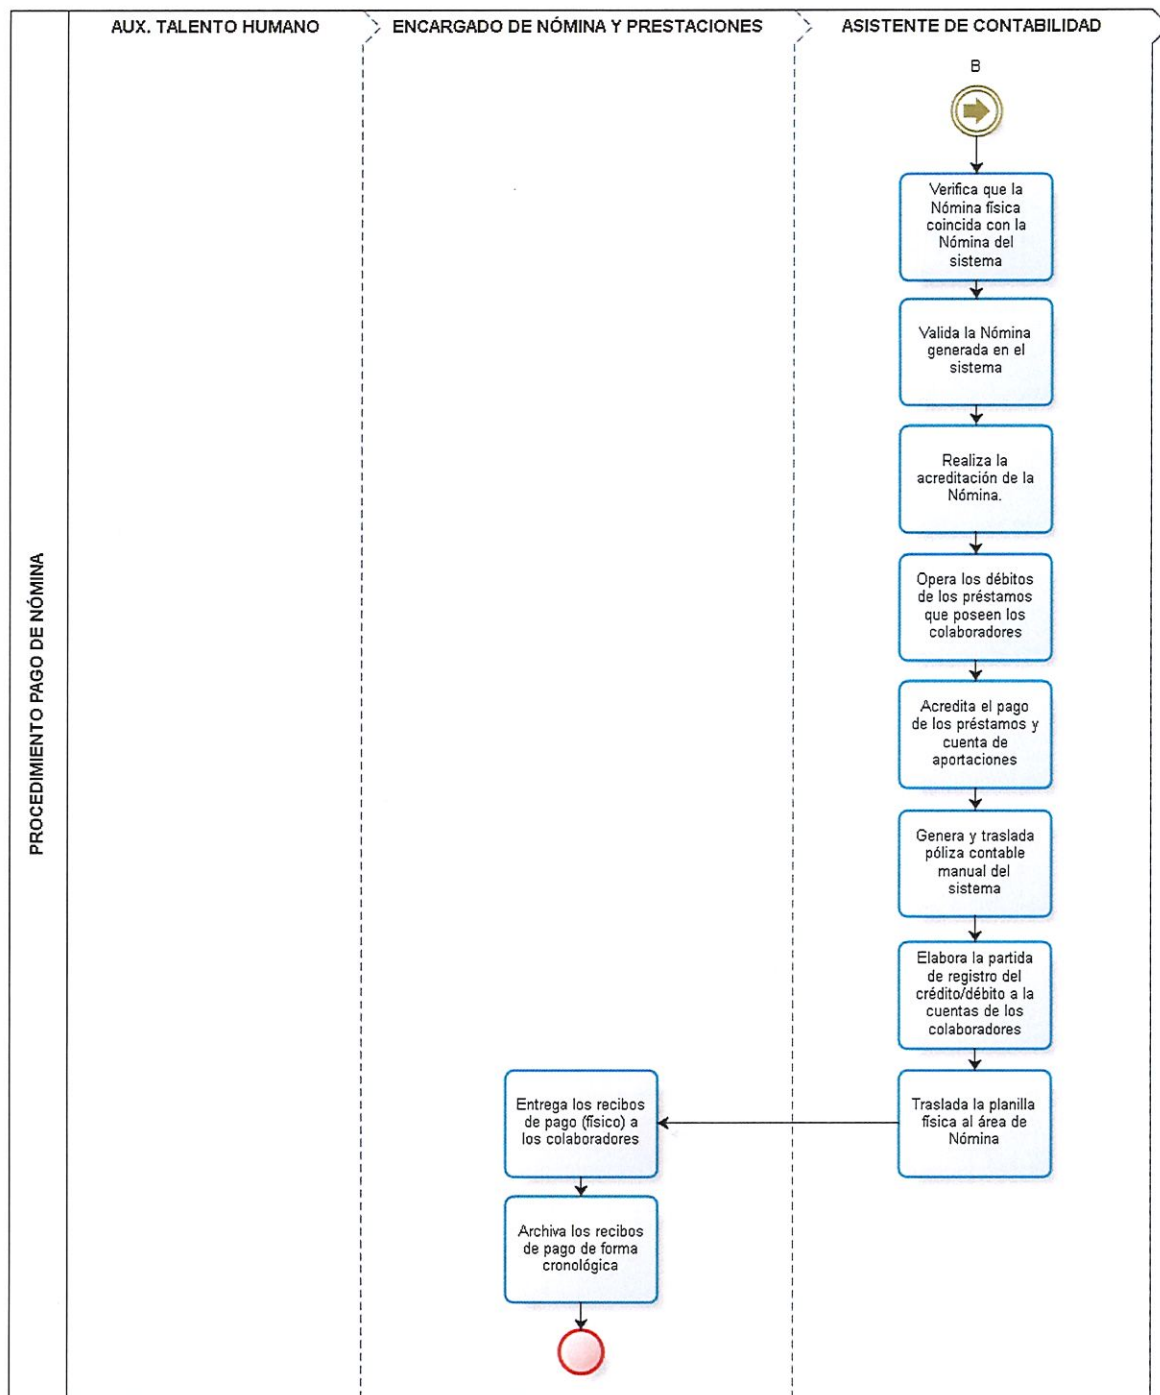 AUX. TALENTO HUMANO
ENCARGADO DE NÓMINA Y PRESTACIONES
ASISTENTE DE CONTABILIDAD
PROCEDIMIENTO PAGO DE NÓMINA
B
Verifica que la
Nómina física
coincida con la
Nómina del
sistema
Valida la Nómina
generada en el
sistema
Realiza la
acreditación de la
Nómina.
Opera los débitos
de los préstamos
que poseen los
colaboradores
Acredita el pago
de los préstamos y
cuenta de
aportaciones
Genera y traslada
póliza contable
manual del
sistema
Elabora la partida
de registro del
crédito/débito a la
cuentas de los
colaboradores
Traslada la planilla
física al área de
Nómina
Entrega los recibos
de pago (físico) a
los colaboradores
Archiva los recibos
de pago de forma
cronológica